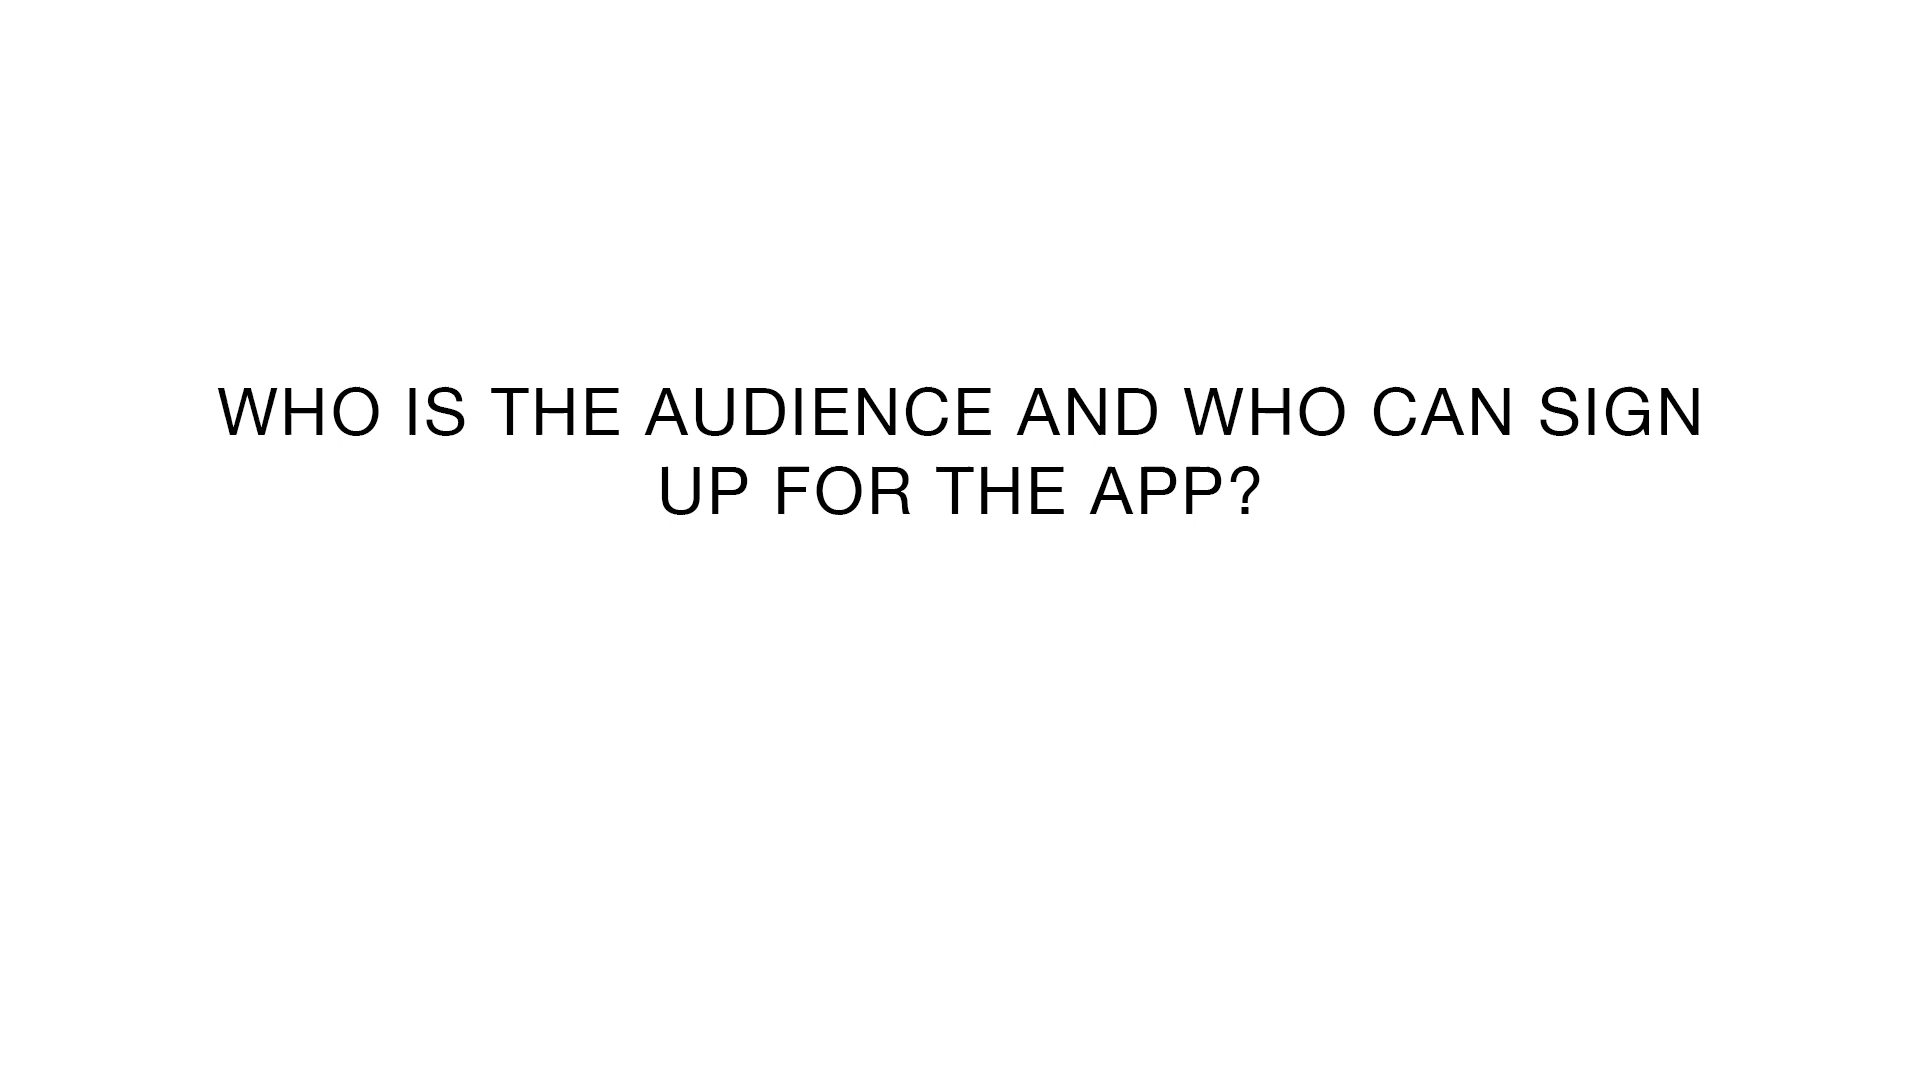 WHO IS THE AUDIENCE AND WHO CAN SIGN
UP FOR THE APP?